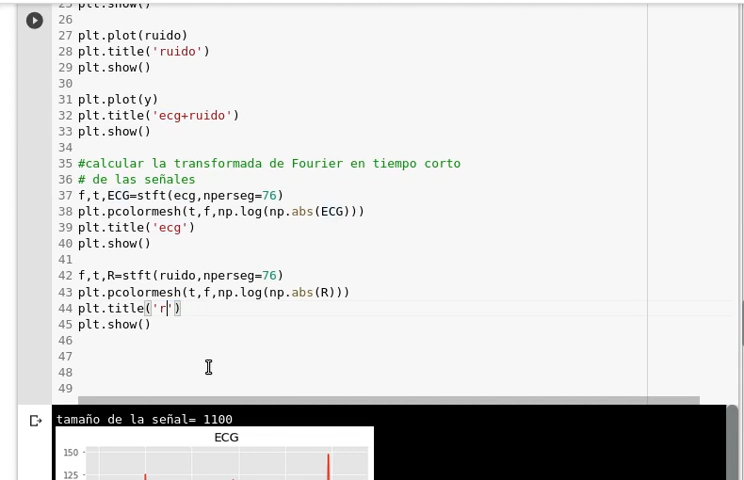 25 plt.show()
26
27 plt.plot(ruido)
28 plt.title('ruido')
29 plt.show()
30
31 plt.plot(y)
32 plt.title('ecg+ruido')
33 plt.show()
34
35 #calcular la transformada de Fourier en tiempo corto
36 # de las señales
37 f,t,ECG=stft(ecg,nperseg=76)
38 plt.pcolormesh(t,f,np.log(np.abs(ECG)))
39 plt.title('ecg')
40 plt.show()
41
42 f,t,R=stft(ruido,nperseg=76)
43 plt.pcolormesh(t,f,np.log(np.abs(R)))
44 plt.title('r')
45 plt.show()
46
47
48
49
tamaño de la señal= 1100
ECG
150
125